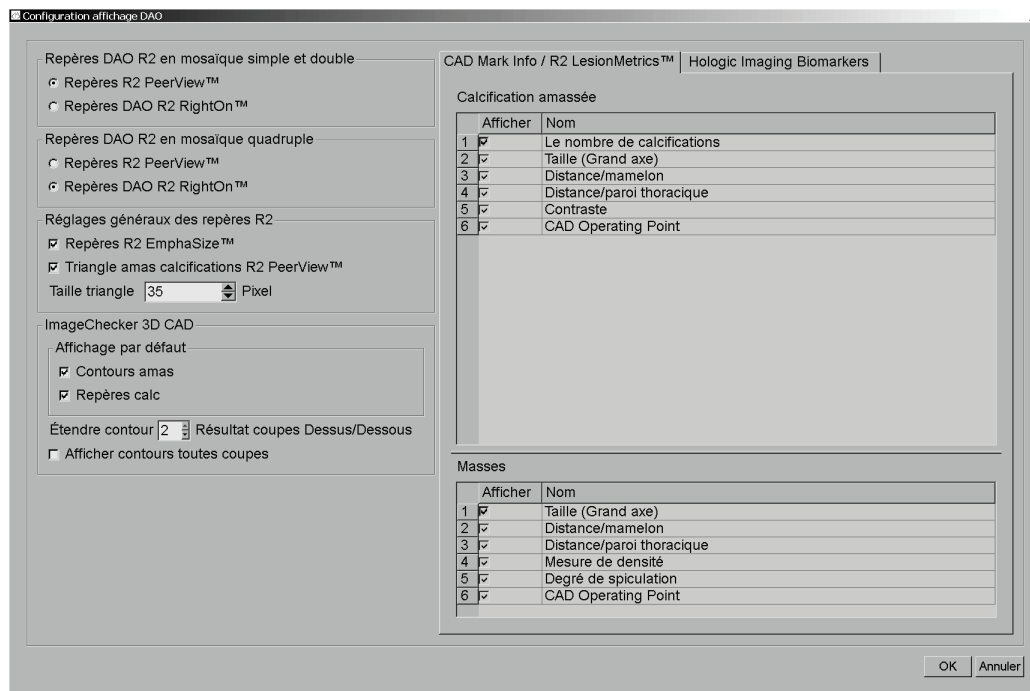 Configuration affichage DAO
Repères DAO R2 en mosaïque simple et double
Repères R2 PeerView™
Repères DAO R2 RightOn™
Repères DAO R2 en mosaïque quadruple
Repères R2 PeerView™
Repères DAO R2 RightOn™
Réglages généraux des repères R2
Repères R2 EmphaSize™
Triangle amas calcifications R2 PeerView™
Taille triangle 35 Pixel
ImageChecker 3D CAD
Affichage par défaut
Contours amas
Repères calc
Étendre contour 2 Résultat coupes Dessus/Dessous
Afficher contours toutes coupes
CAD Mark Info / R2 LesionMetrics™ Hologic Imaging Biomarkers
Calcification amassée
Afficher Nom
1 Le nombre de calcifications
2 Taille (Grand axe)
3 Distance/mamelon
4 Distance/paroi thoracique
5 Contraste
6 CAD Operating Point
Masses
Afficher Nom
1 Taille (Grand axe)
2 Distance/mamelon
3 Distance/paroi thoracique
4 Mesure de densité
5 Degré de spiculation
6 CAD Operating Point
OK Annuler